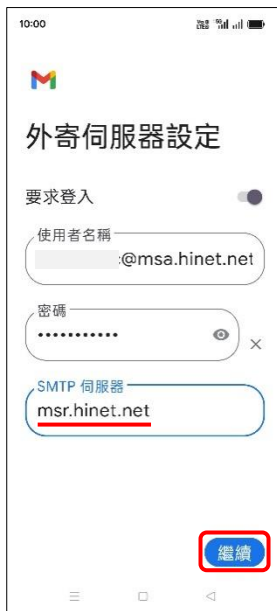 10:00
外寄伺服器設定
要求登入
使用者名稱
:@msa.hinet.net
密碼
•••••••••••
SMTP 伺服器
msr.hinet.net
繼續